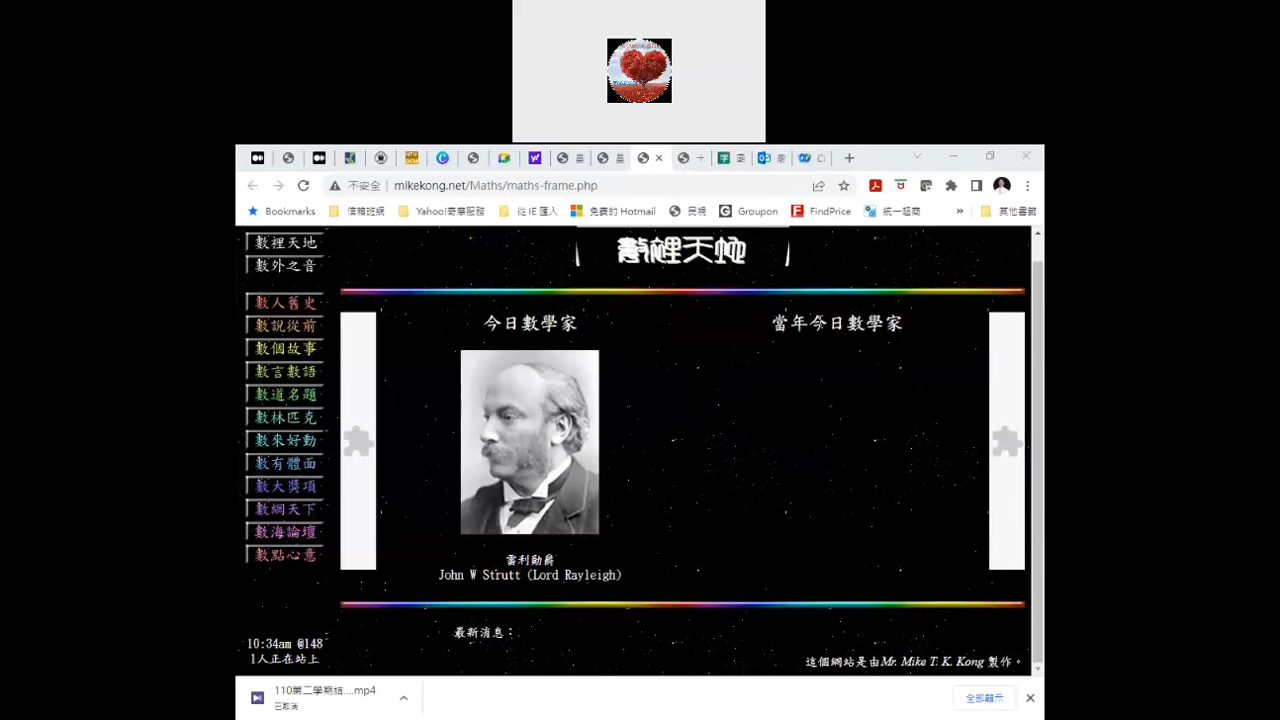 不安全 mikekong.net/Maths/maths-frame.php
Bookmarks 信箱班網 Yahoo!奇摩服務 從 IE 匯入 免費的 Hotmail 民視 Groupon FindPrice 統一超商 » 其他書籤
數裡天地
數外之音
數人舊史
數說從前
數個故事
數言數語
數道名題
數林匹克
數來好動
數有體面
數大獎項
數網天下
數海論壇
數點心意
10:34am @148
1人正在站上
數裡天地
今日數學家
當年今日數學家
雷利勛爵
John W Strutt (Lord Rayleigh)
最新消息：
這個網站是由Mr. Mike T. K. Kong 製作。
110第二學期結....mp4
已取消
全部顯示